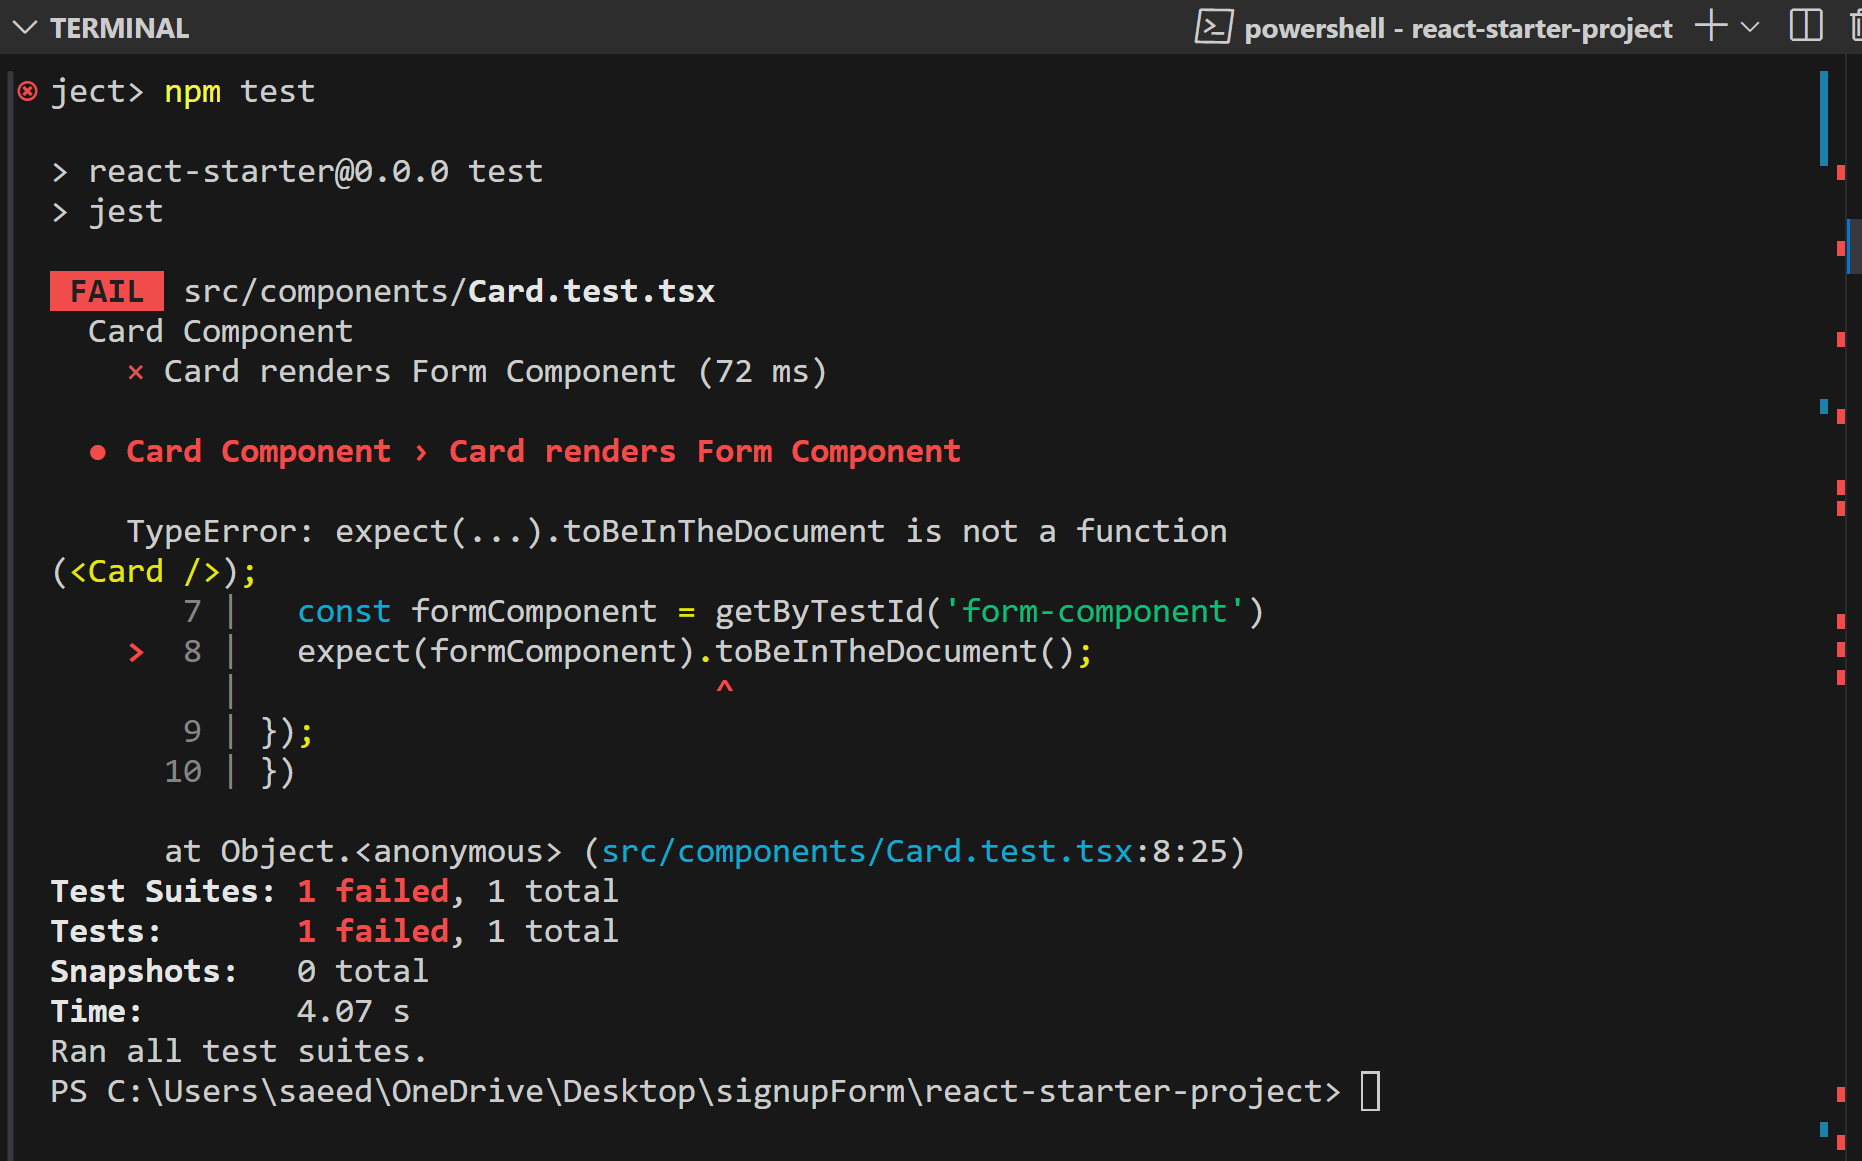 TERMINAL
powershell - react-starter-project
ject> npm test
> react-starter@0.0.0 test
> jest
FAIL src/components/Card.test.tsx
Card Component
× Card renders Form Component (72 ms)
● Card Component › Card renders Form Component
TypeError: expect(...).toBeInTheDocument is not a function
(<Card />);
7 | const formComponent = getByTestId('form-component')
> 8 | expect(formComponent).toBeInTheDocument();
| ^
9 | });
10 | })
at Object.<anonymous> (src/components/Card.test.tsx:8:25)
Test Suites: 1 failed, 1 total
Tests: 1 failed, 1 total
Snapshots: 0 total
Time: 4.07 s
Ran all test suites.
PS C:\Users\saeed\OneDrive\Desktop\signupForm\react-starter-project>